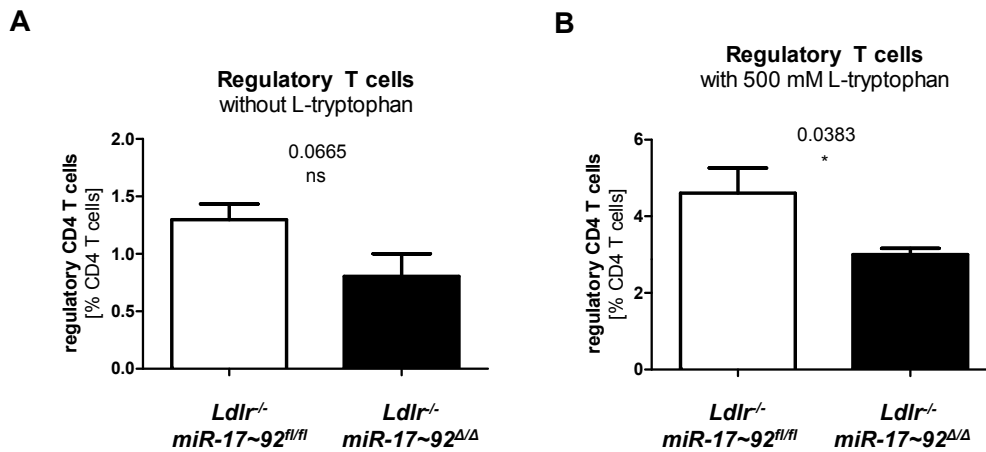 A
Regulatory T cells
without L-tryptophan
regulatory CD4 T cells
[% CD4 T cells]
2.0
1.5
1.0
0.5
0.0
0.0665
ns
Ldlr-/-
miR-17~92fl/fl
Ldlr-/-
miR-17~92Δ/Δ
B
Regulatory T cells
with 500 mM L-tryptophan
regulatory CD4 T cells
[% CD4 T cells]
6
4
2
0
0.0383
*
Ldlr-/-
miR-17~92fl/fl
Ldlr-/-
miR-17~92Δ/Δ